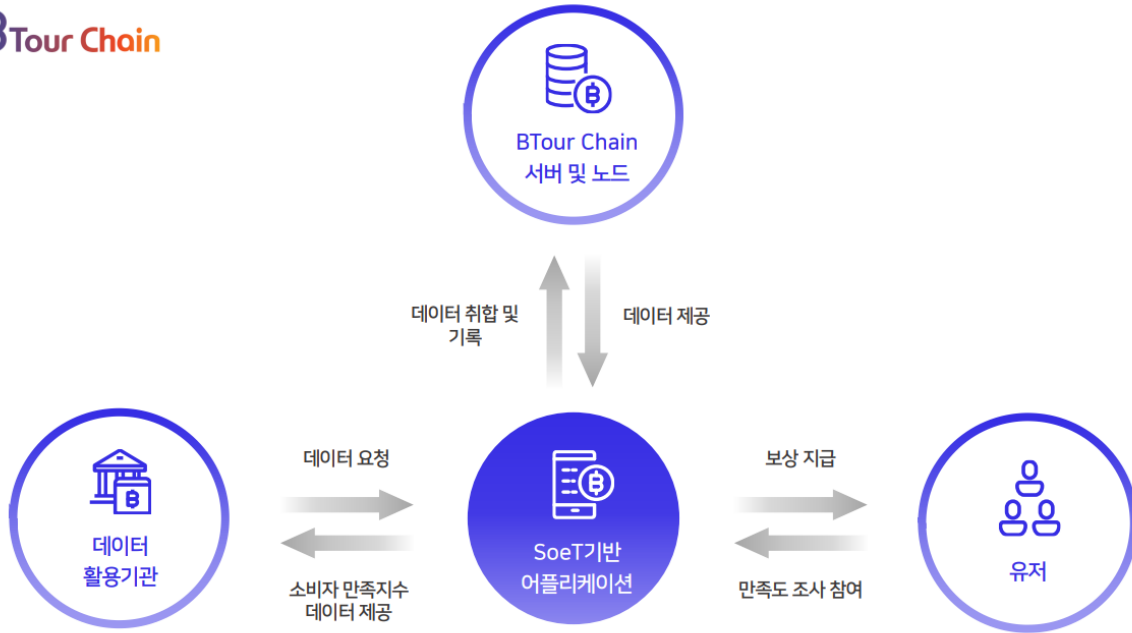 BTour Chain
BTour Chain
서버 및 노드
데이터 취합 및
기록
데이터 제공
데이터 요청
보상 지급
데이터
활용기관
SoeT기반
어플리케이션
유저
소비자 만족지수
데이터 제공
만족도 조사 참여